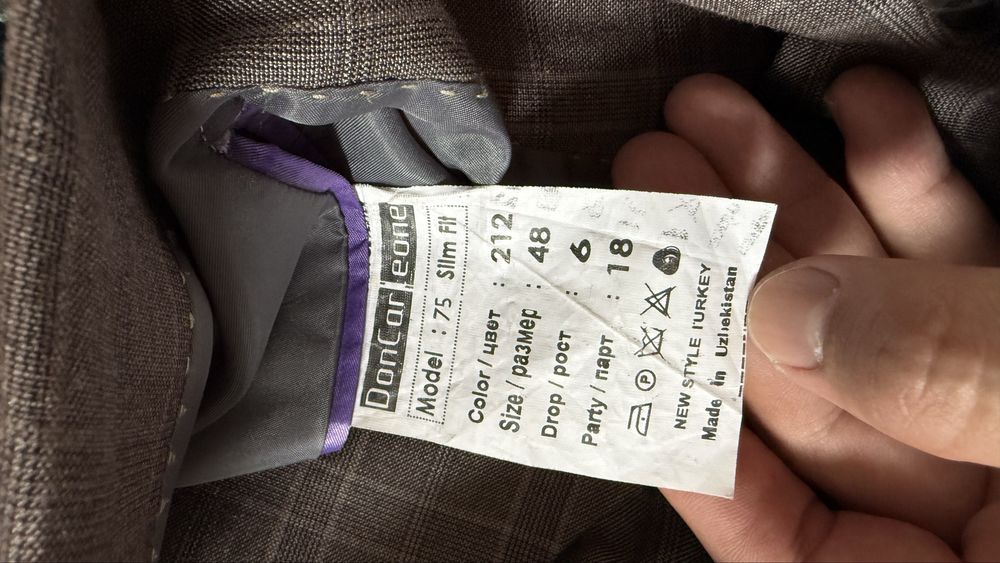 DonCarleone
Model : 75 Slim Fit
Color / цвет : 212
Size / размер : 48
Drop / рост : 6
Party / парт : 18
P
NEW STYLE TURKEY
Made in Uzbekistan